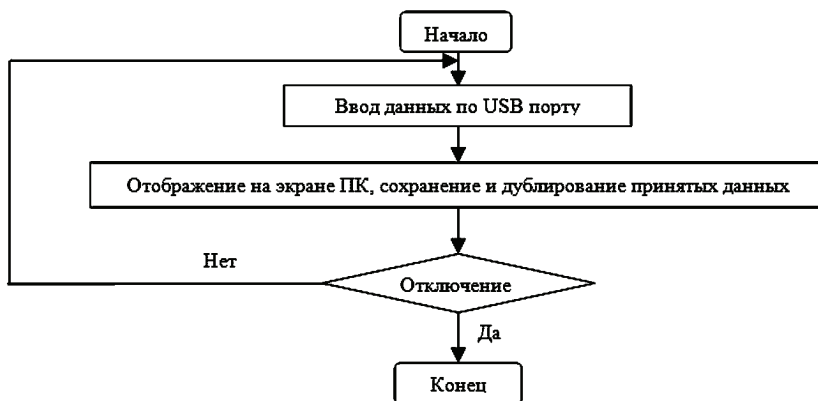 Начало
Ввод данных по USB порту
Отображение на экране ПК, сохранение и дублирование принятых данных
Нет
Отключение
Да
Конец